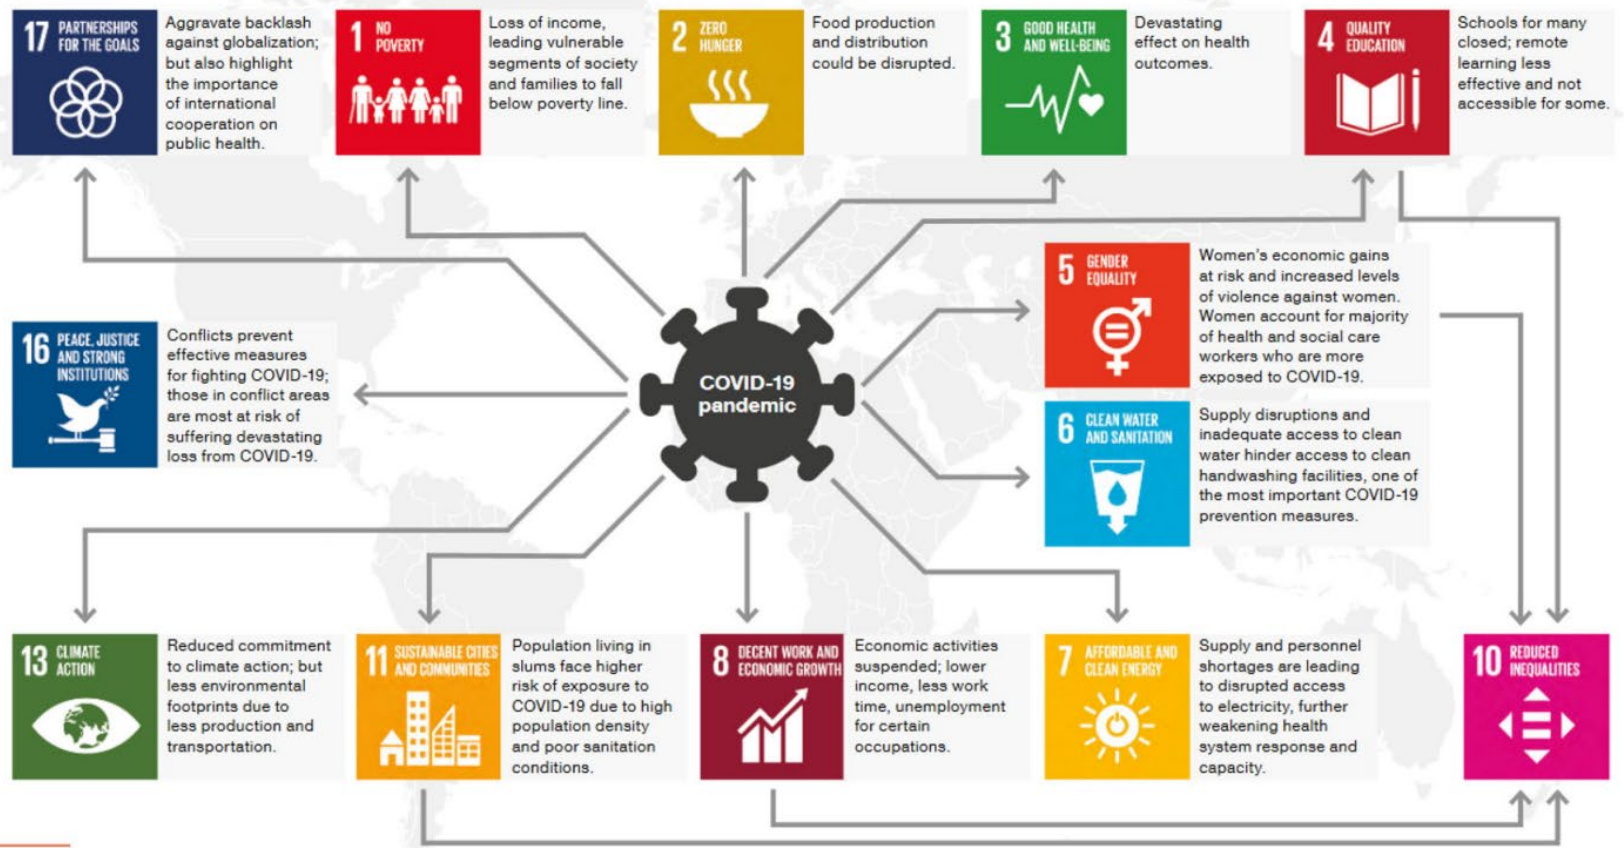 17 PARTNERSHIPS
FOR THE GOALS
Aggravate backlash
against globalization;
but also highlight
the importance
of international
cooperation on
public health.
1 NO
POVERTY
Loss of income,
leading vulnerable
segments of society
and families to fall
below poverty line.
2 ZERO
HUNGER
Food production
and distribution
could be disrupted.
3 GOOD HEALTH
AND WELL-BEING
Devastating
effect on health
outcomes.
4 QUALITY
EDUCATION
Schools for many
closed; remote
learning less
effective and not
accessible for some.
5 GENDER
EQUALITY
Women's economic gains
at risk and increased levels
of violence against women.
Women account for majority
of health and social care
workers who are more
exposed to COVID-19.
16 PEACE, JUSTICE
AND STRONG
INSTITUTIONS
Conflicts prevent
effective measures
for fighting COVID-19;
those in conflict areas
are most at risk of
suffering devastating
loss from COVID-19.
COVID-19
pandemic
6 CLEAN WATER
AND SANITATION
Supply disruptions and
inadequate access to clean
water hinder access to clean
handwashing facilities, one of
the most important COVID-19
prevention measures.
13 CLIMATE
ACTION
Reduced commitment
to climate action; but
less environmental
footprints due to
less production and
transportation.
11 SUSTAINABLE CITIES
AND COMMUNITIES
Population living in
slums face higher
risk of exposure to
COVID-19 due to high
population density
and poor sanitation
conditions.
8 DECENT WORK AND
ECONOMIC GROWTH
Economic activities
suspended; lower
income, less work
time, unemployment
for certain
occupations.
7 AFFORDABLE AND
CLEAN ENERGY
Supply and personnel
shortages are leading
to disrupted access
to electricity, further
weakening health
system response and
capacity.
10 REDUCED
INEQUALITIES